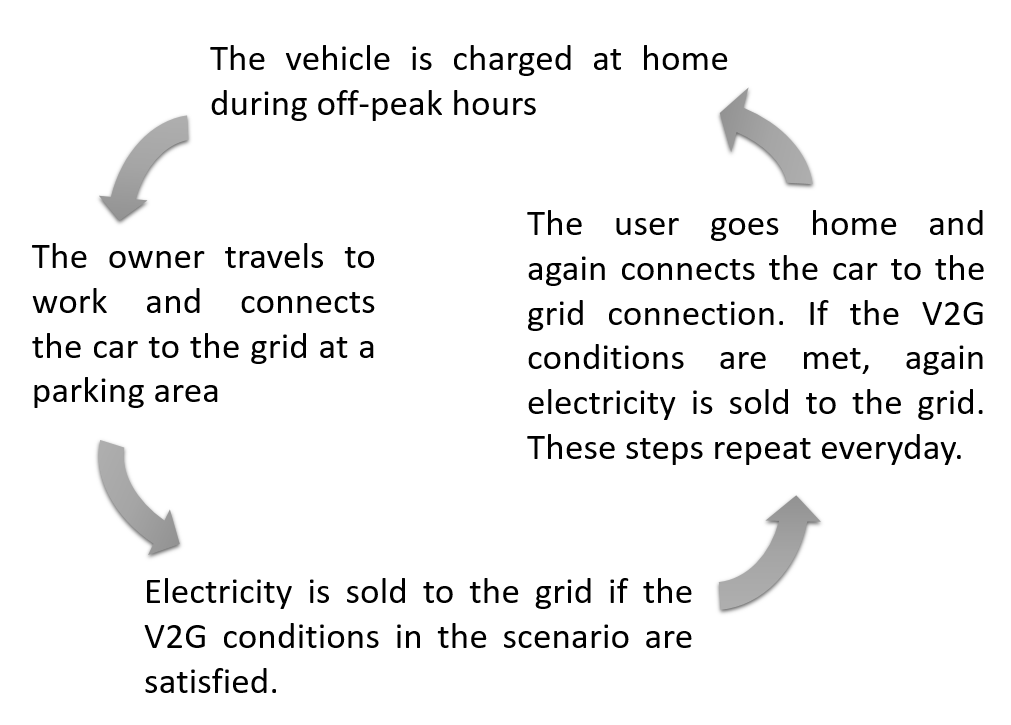 The vehicle is charged at home
during off-peak hours
The owner travels to
work and connects
the car to the grid at a
parking area
Electricity is sold to the grid if the
V2G conditions in the scenario are
satisfied.
The user goes home and
again connects the car to the
grid connection. If the V2G
conditions are met, again
electricity is sold to the grid.
These steps repeat everyday.